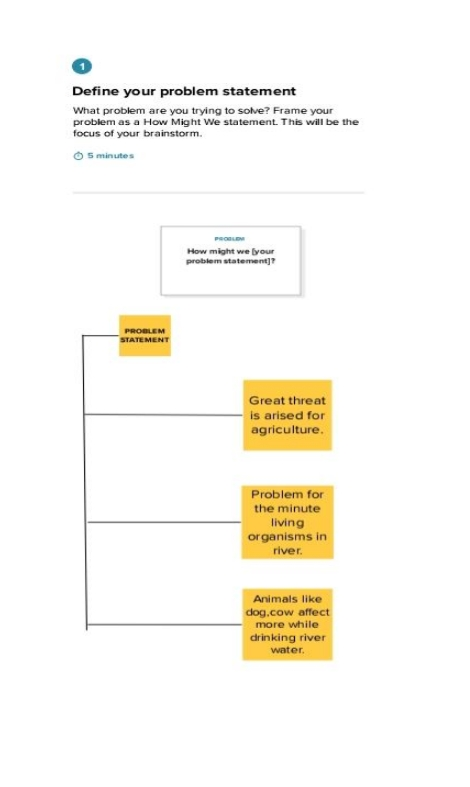 1
Define your problem statement
What problem are you trying to solve? Frame your
problem as a How Might We statement. This will be the
focus of your brainstorm.
5 minutes
PROBLEM
How might we [your
problem statement]?
PROBLEM
STATEMENT
Great threat
is arised for
agriculture.
Problem for
the minute
living
organisms in
river.
Animals like
dog,cow affect
more while
drinking river
water.